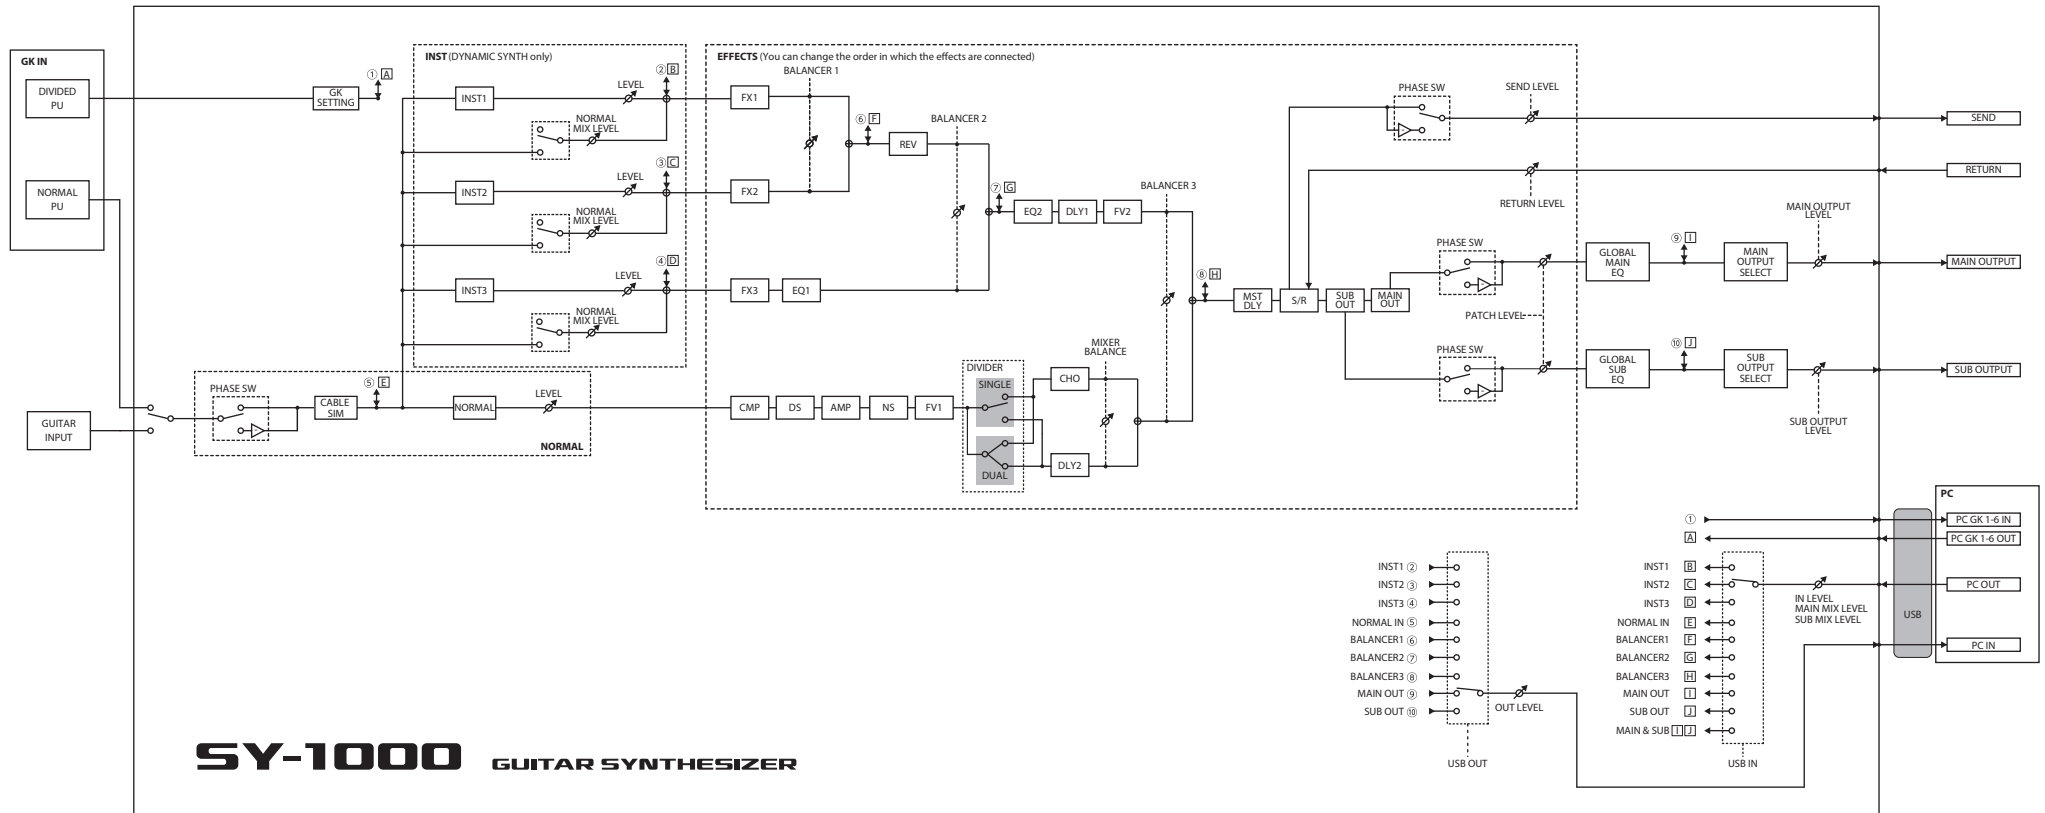 GK IN
DIVIDED
PU
NORMAL
PU
GUITAR
INPUT
GK
SETTING
① A
INST (DYNAMIC SYNTH only)
INST1
LEVEL
② B
NORMAL
MIX LEVEL
INST2
LEVEL
③ C
NORMAL
MIX LEVEL
INST3
LEVEL
④ D
NORMAL
MIX LEVEL
PHASE SW
CABLE
SIM
⑤ E
NORMAL
LEVEL
NORMAL
EFFECTS (You can change the order in which the effects are connected)
BALANCER 1
FX1
FX2
⑥ F
REV
BALANCER 2
FX3
EQ1
⑦ G
EQ2
DLY1
FV2
BALANCER 3
CMP
DS
AMP
NS
FV1
DIVIDER
SINGLE
DUAL
CHO
DLY2
MIXER
BALANCE
⑧ H
MST
DLY
S/R
SUB
OUT
MAIN
OUT
PHASE SW
SEND LEVEL
RETURN LEVEL
PHASE SW
PATCH LEVEL
PHASE SW
GLOBAL
MAIN
EQ
⑨ I
MAIN
OUTPUT
SELECT
MAIN OUTPUT
LEVEL
GLOBAL
SUB
EQ
⑩ J
SUB
OUTPUT
SELECT
SUB OUTPUT
LEVEL
SEND
RETURN
MAIN OUTPUT
SUB OUTPUT
INST1 ②
INST2 ③
INST3 ④
NORMAL IN ⑤
BALANCER1 ⑥
BALANCER2 ⑦
BALANCER3 ⑧
MAIN OUT ⑨
SUB OUT ⑩
OUT LEVEL
USB OUT
①
A
INST1 B
INST2 C
INST3 D
NORMAL IN E
BALANCER1 F
BALANCER2 G
BALANCER3 H
MAIN OUT I
SUB OUT J
MAIN & SUB I J
USB IN
IN LEVEL
MAIN MIX LEVEL
SUB MIX LEVEL
USB
PC
PC GK 1-6 IN
PC GK 1-6 OUT
PC OUT
PC IN
SY-1000 GUITAR SYNTHESIZER